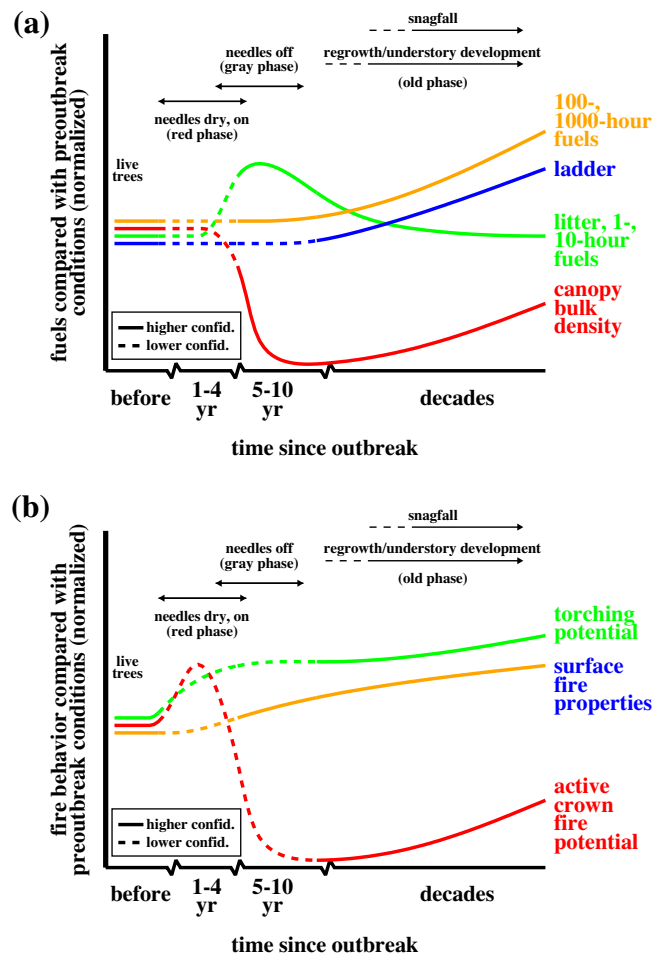 (a)
fuels compared with preoutbreak
conditions (normalized)
snagfall
needles off
(gray phase)
regrowth/understory development
(old phase)
needles dry, on
(red phase)
live
trees
100-,
1000-hour
fuels
ladder
litter, 1-,
10-hour
fuels
canopy
bulk
density
higher confid.
lower confid.
before
1-4
yr
5-10
yr
decades
time since outbreak
(b)
fire behavior compared with
preoutbreak conditions (normalized)
snagfall
needles off
(gray phase)
regrowth/understory development
(old phase)
needles dry, on
(red phase)
live
trees
torching
potential
surface
fire
properties
active
crown
fire
potential
higher confid.
lower confid.
before
1-4
yr
5-10
yr
decades
time since outbreak